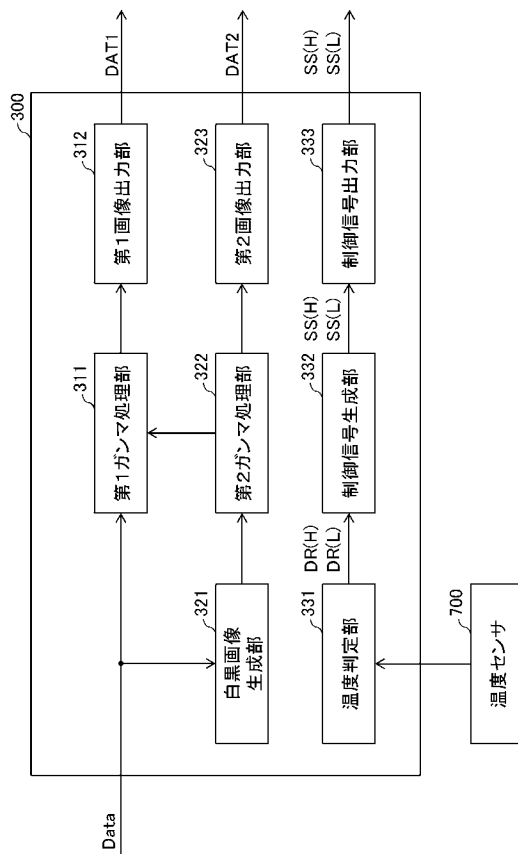 300
Data
311
第1ガンマ処理部
312
第1画像出力部
DAT1
321
白黒画像
生成部
322
第2ガンマ処理部
323
第2画像出力部
DAT2
331
温度判定部
DR(H)
DR(L)
332
制御信号生成部
SS(H)
SS(L)
333
制御信号出力部
SS(H)
SS(L)
700
温度センサ